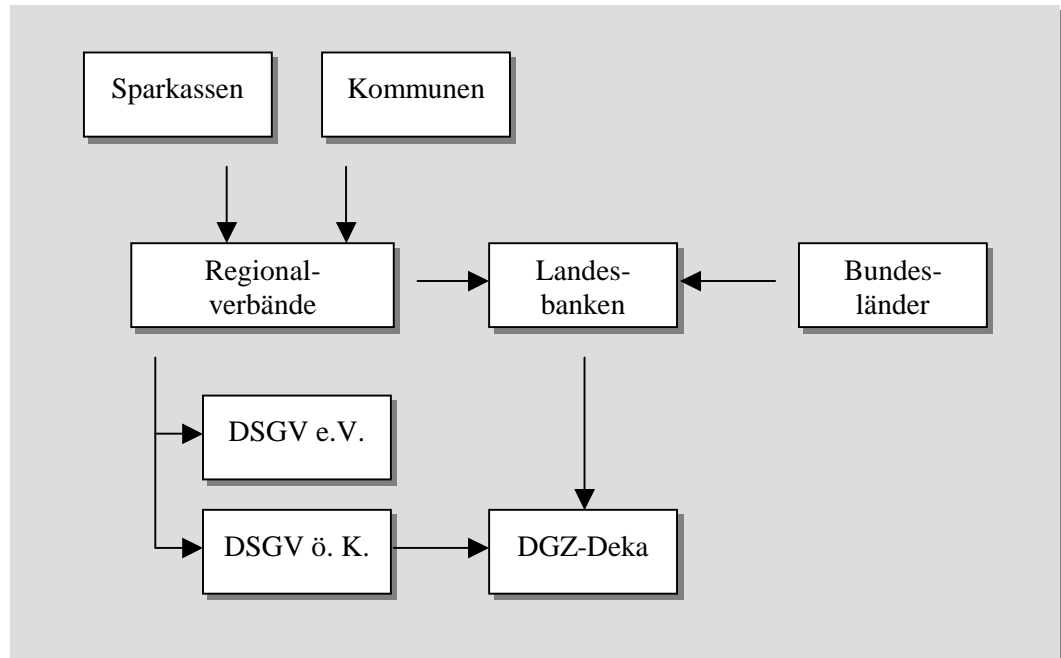 Sparkassen
Kommunen
Regional-
verbände
Landes-
banken
Bundes-
länder
DSGV e.V.
DSGV ö. K.
DGZ-Deka